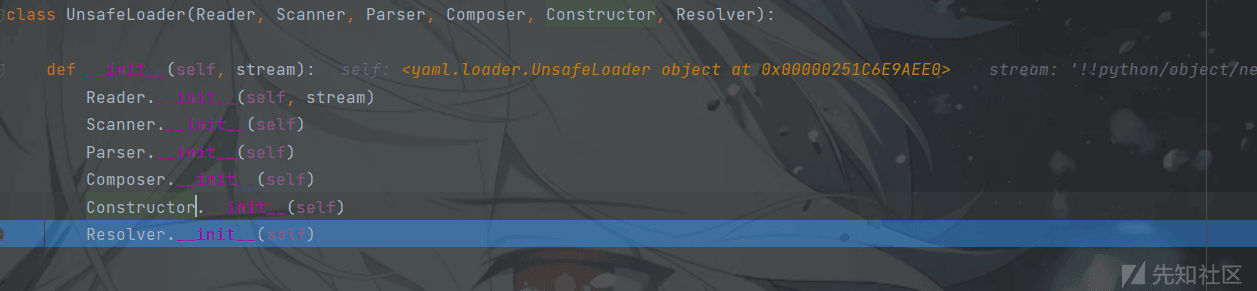 class UnsafeLoader(Reader, Scanner, Parser, Composer, Constructor, Resolver):
def __init__(self, stream): self: <yaml.loader.UnsafeLoader object at 0x00000251C6E9AEE0> stream: '!!python/object/ne
Reader.__init__(self, stream)
Scanner.__init__(self)
Parser.__init__(self)
Composer.__init__(self)
Constructor.__init__(self)
Resolver.__init__(self)
先知社区